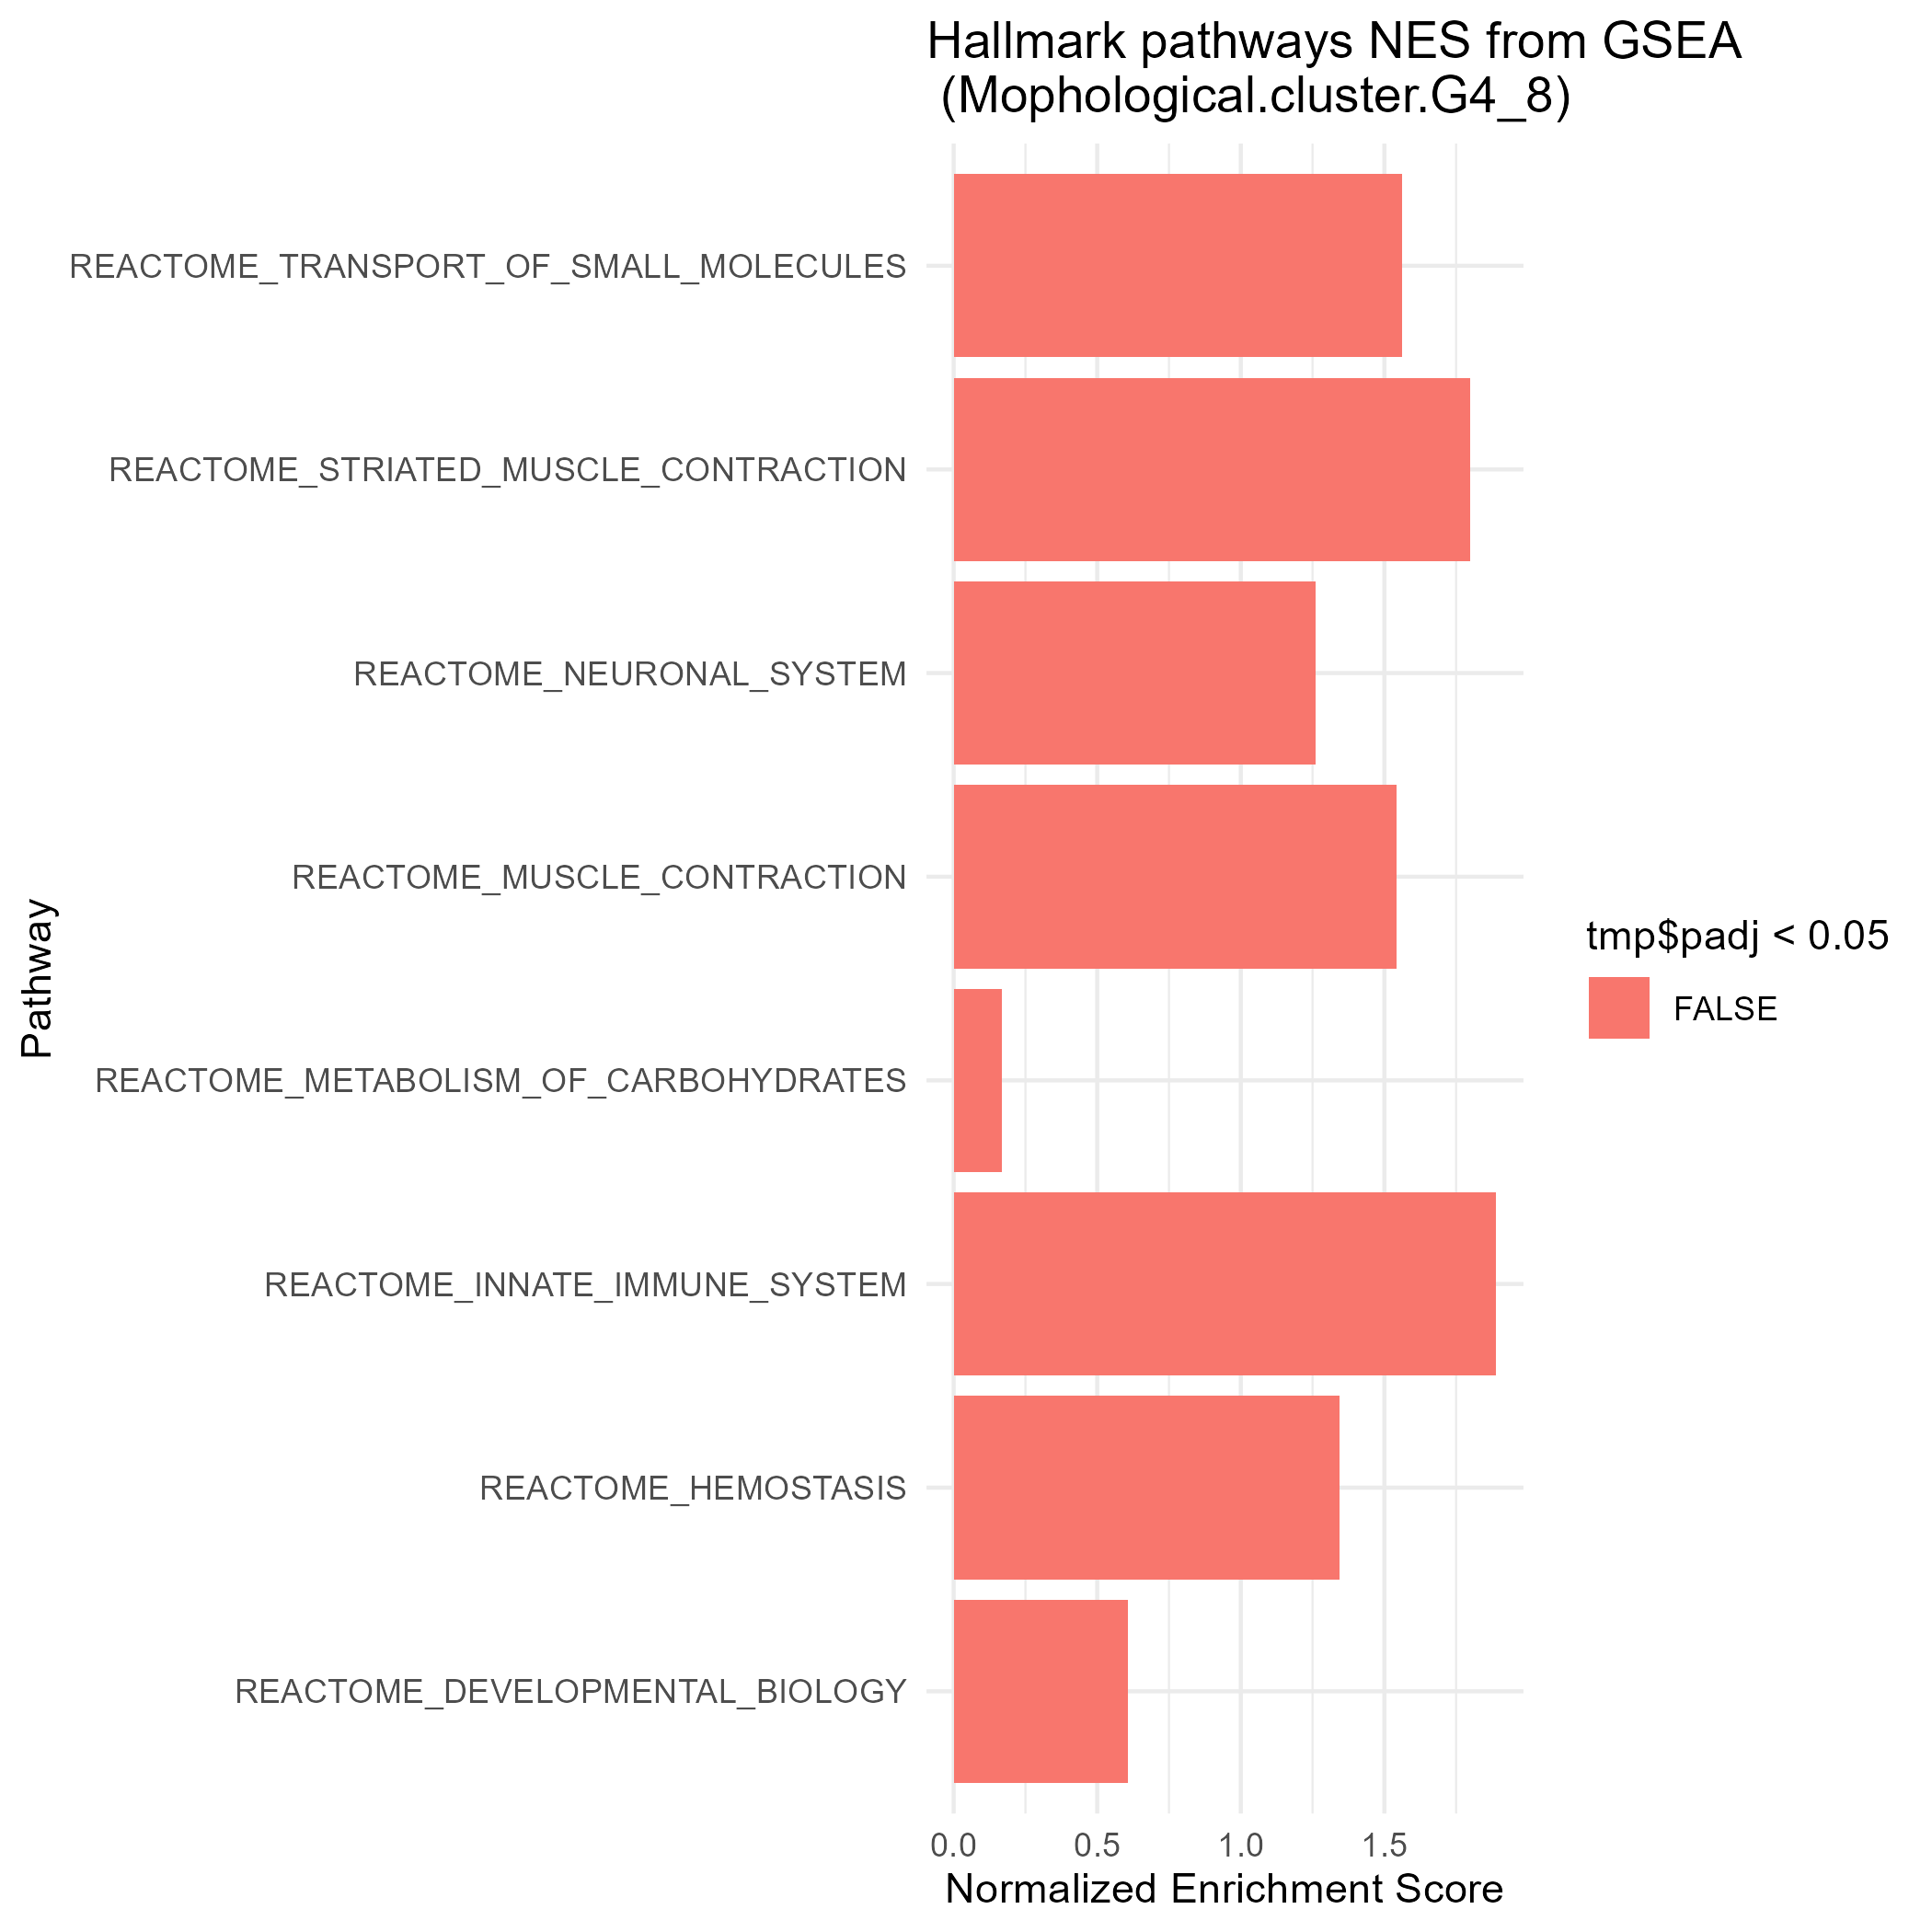 Hallmark pathways NES from GSEA
(Mophological.cluster.G4_8)
REACTOME_TRANSPORT_OF_SMALL_MOLECULES
REACTOME_STRIATED_MUSCLE_CONTRACTION
REACTOME_NEURONAL_SYSTEM
REACTOME_MUSCLE_CONTRACTION
REACTOME_METABOLISM_OF_CARBOHYDRATES
REACTOME_INNATE_IMMUNE_SYSTEM
REACTOME_HEMOSTASIS
REACTOME_DEVELOPMENTAL_BIOLOGY
Pathway
0.0 0.5 1.0 1.5
Normalized Enrichment Score
tmp$padj < 0.05
FALSE